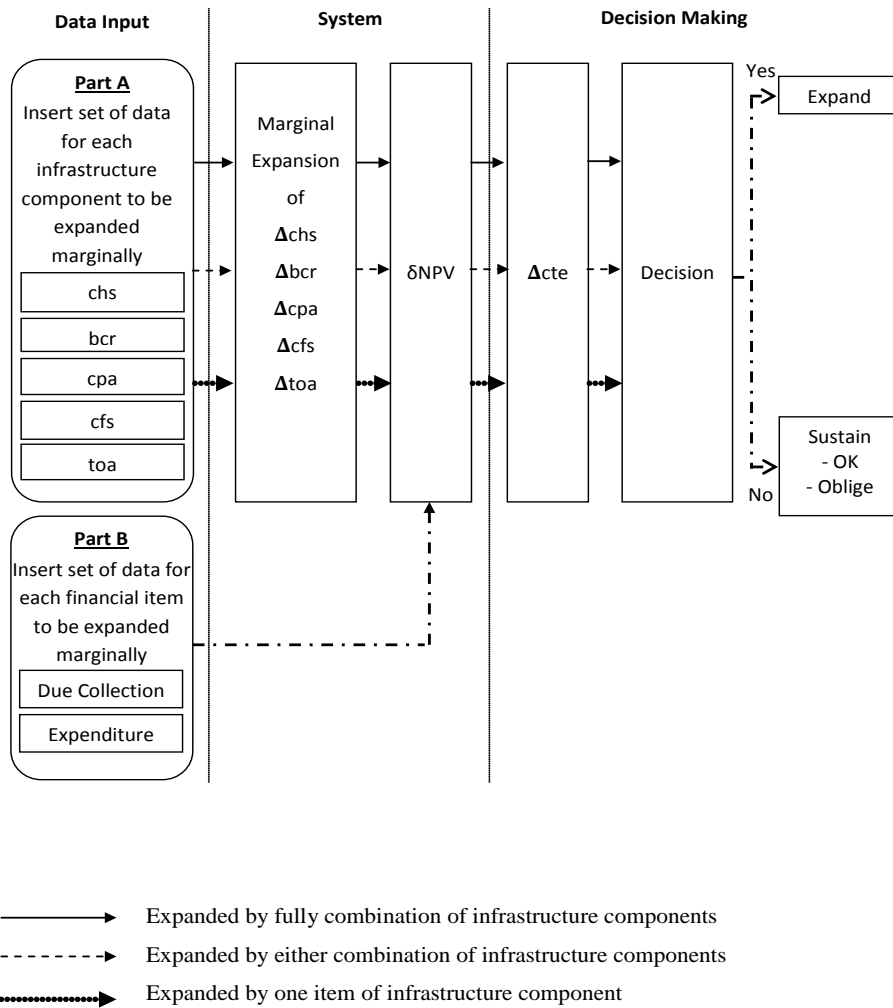 Data Input
System
Decision Making
Part A
Insert set of data
for each
infrastructure
component to be
expanded
marginally
chs
bcr
cpa
cfs
toa
Marginal
Expansion
of
Δchs
Δbcr
Δcpa
Δcfs
Δtoa
δNPV
Δcte
Decision
Yes
Expand
No
Sustain
- OK
- Oblige
Part B
Insert set of data for
each financial item
to be expanded
marginally
Due Collection
Expenditure
Expanded by fully combination of infrastructure components
Expanded by either combination of infrastructure components
Expanded by one item of infrastructure component